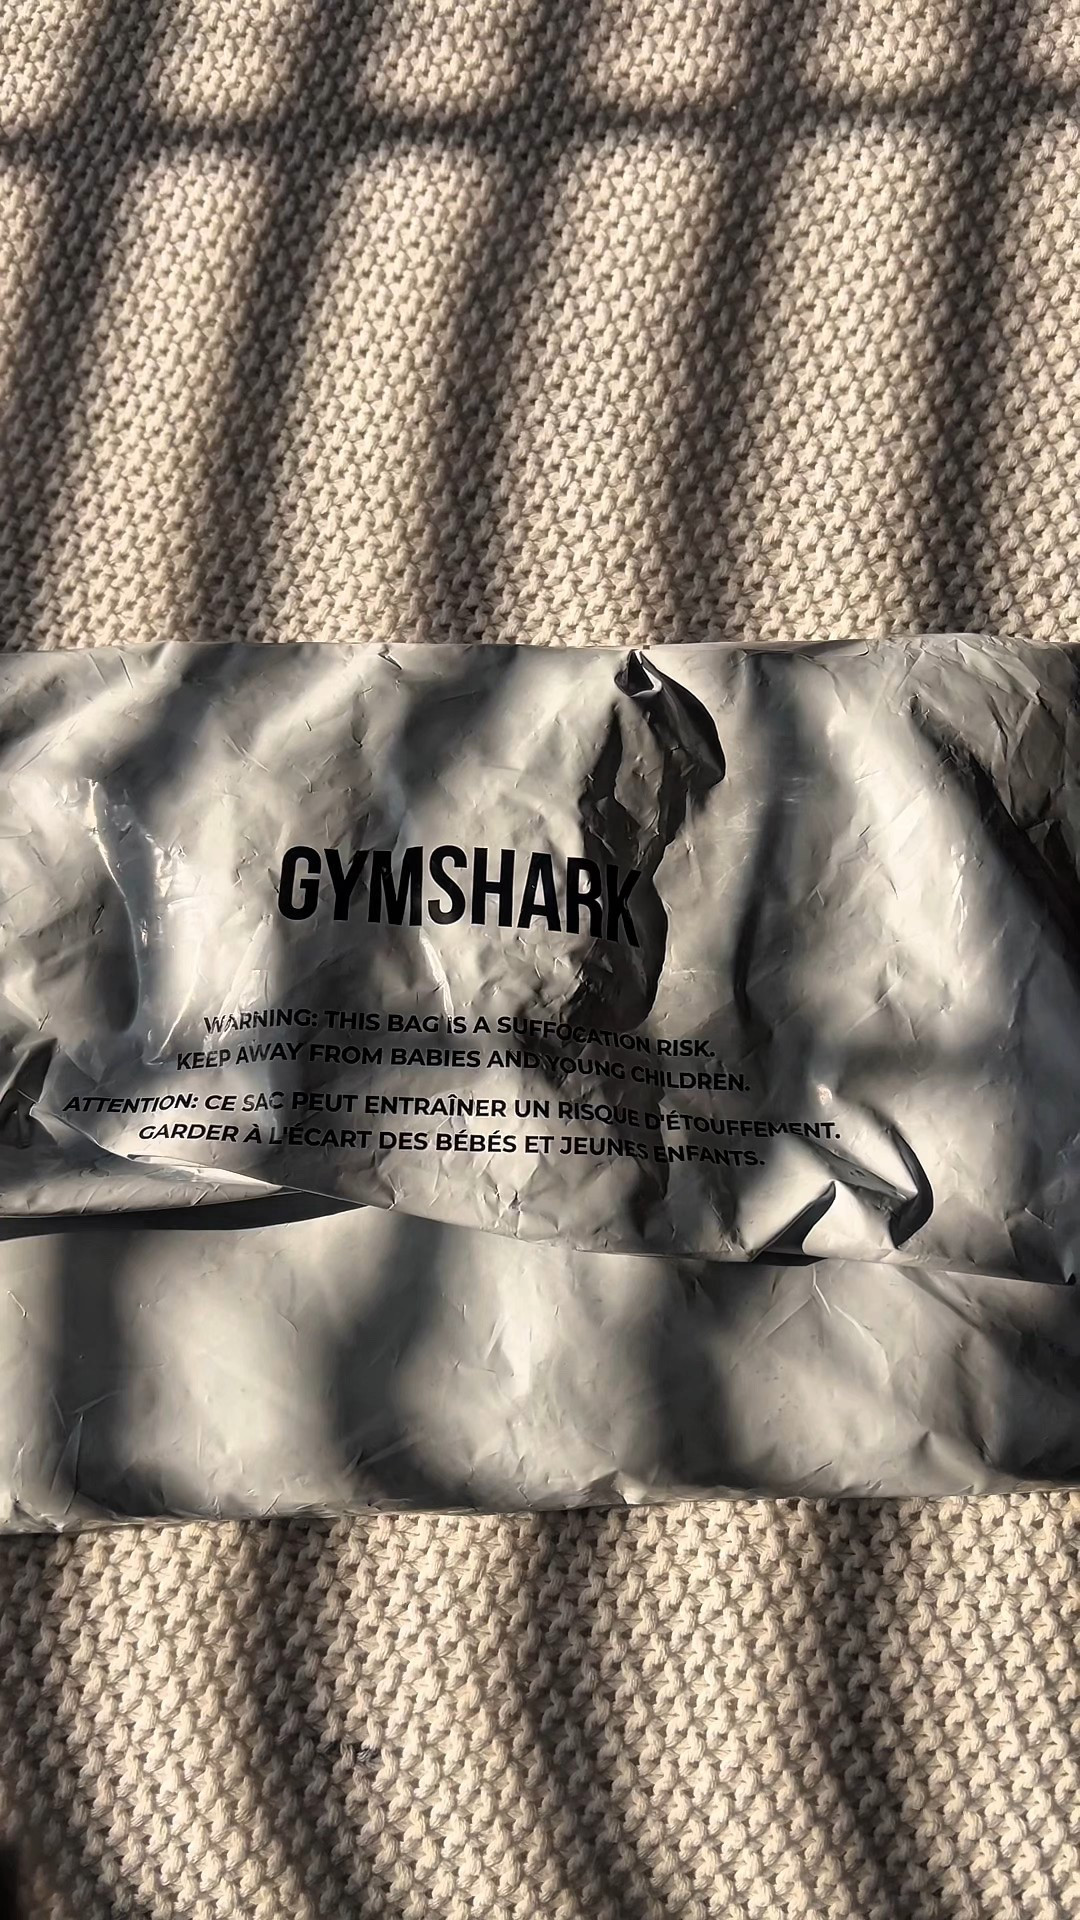 GYMSHARK
WARNING: THIS BAG IS A SUFFOCATION RISK.
KEEP AWAY FROM BABIES AND YOUNG CHILDREN.
ATTENTION: CE SAC PEUT ENTRAÎNER UN RISQUE D'ÉTOUFFEMENT.
GARDER À L'ÉCART DES BÉBÉS ET JEUNES ENFANTS.